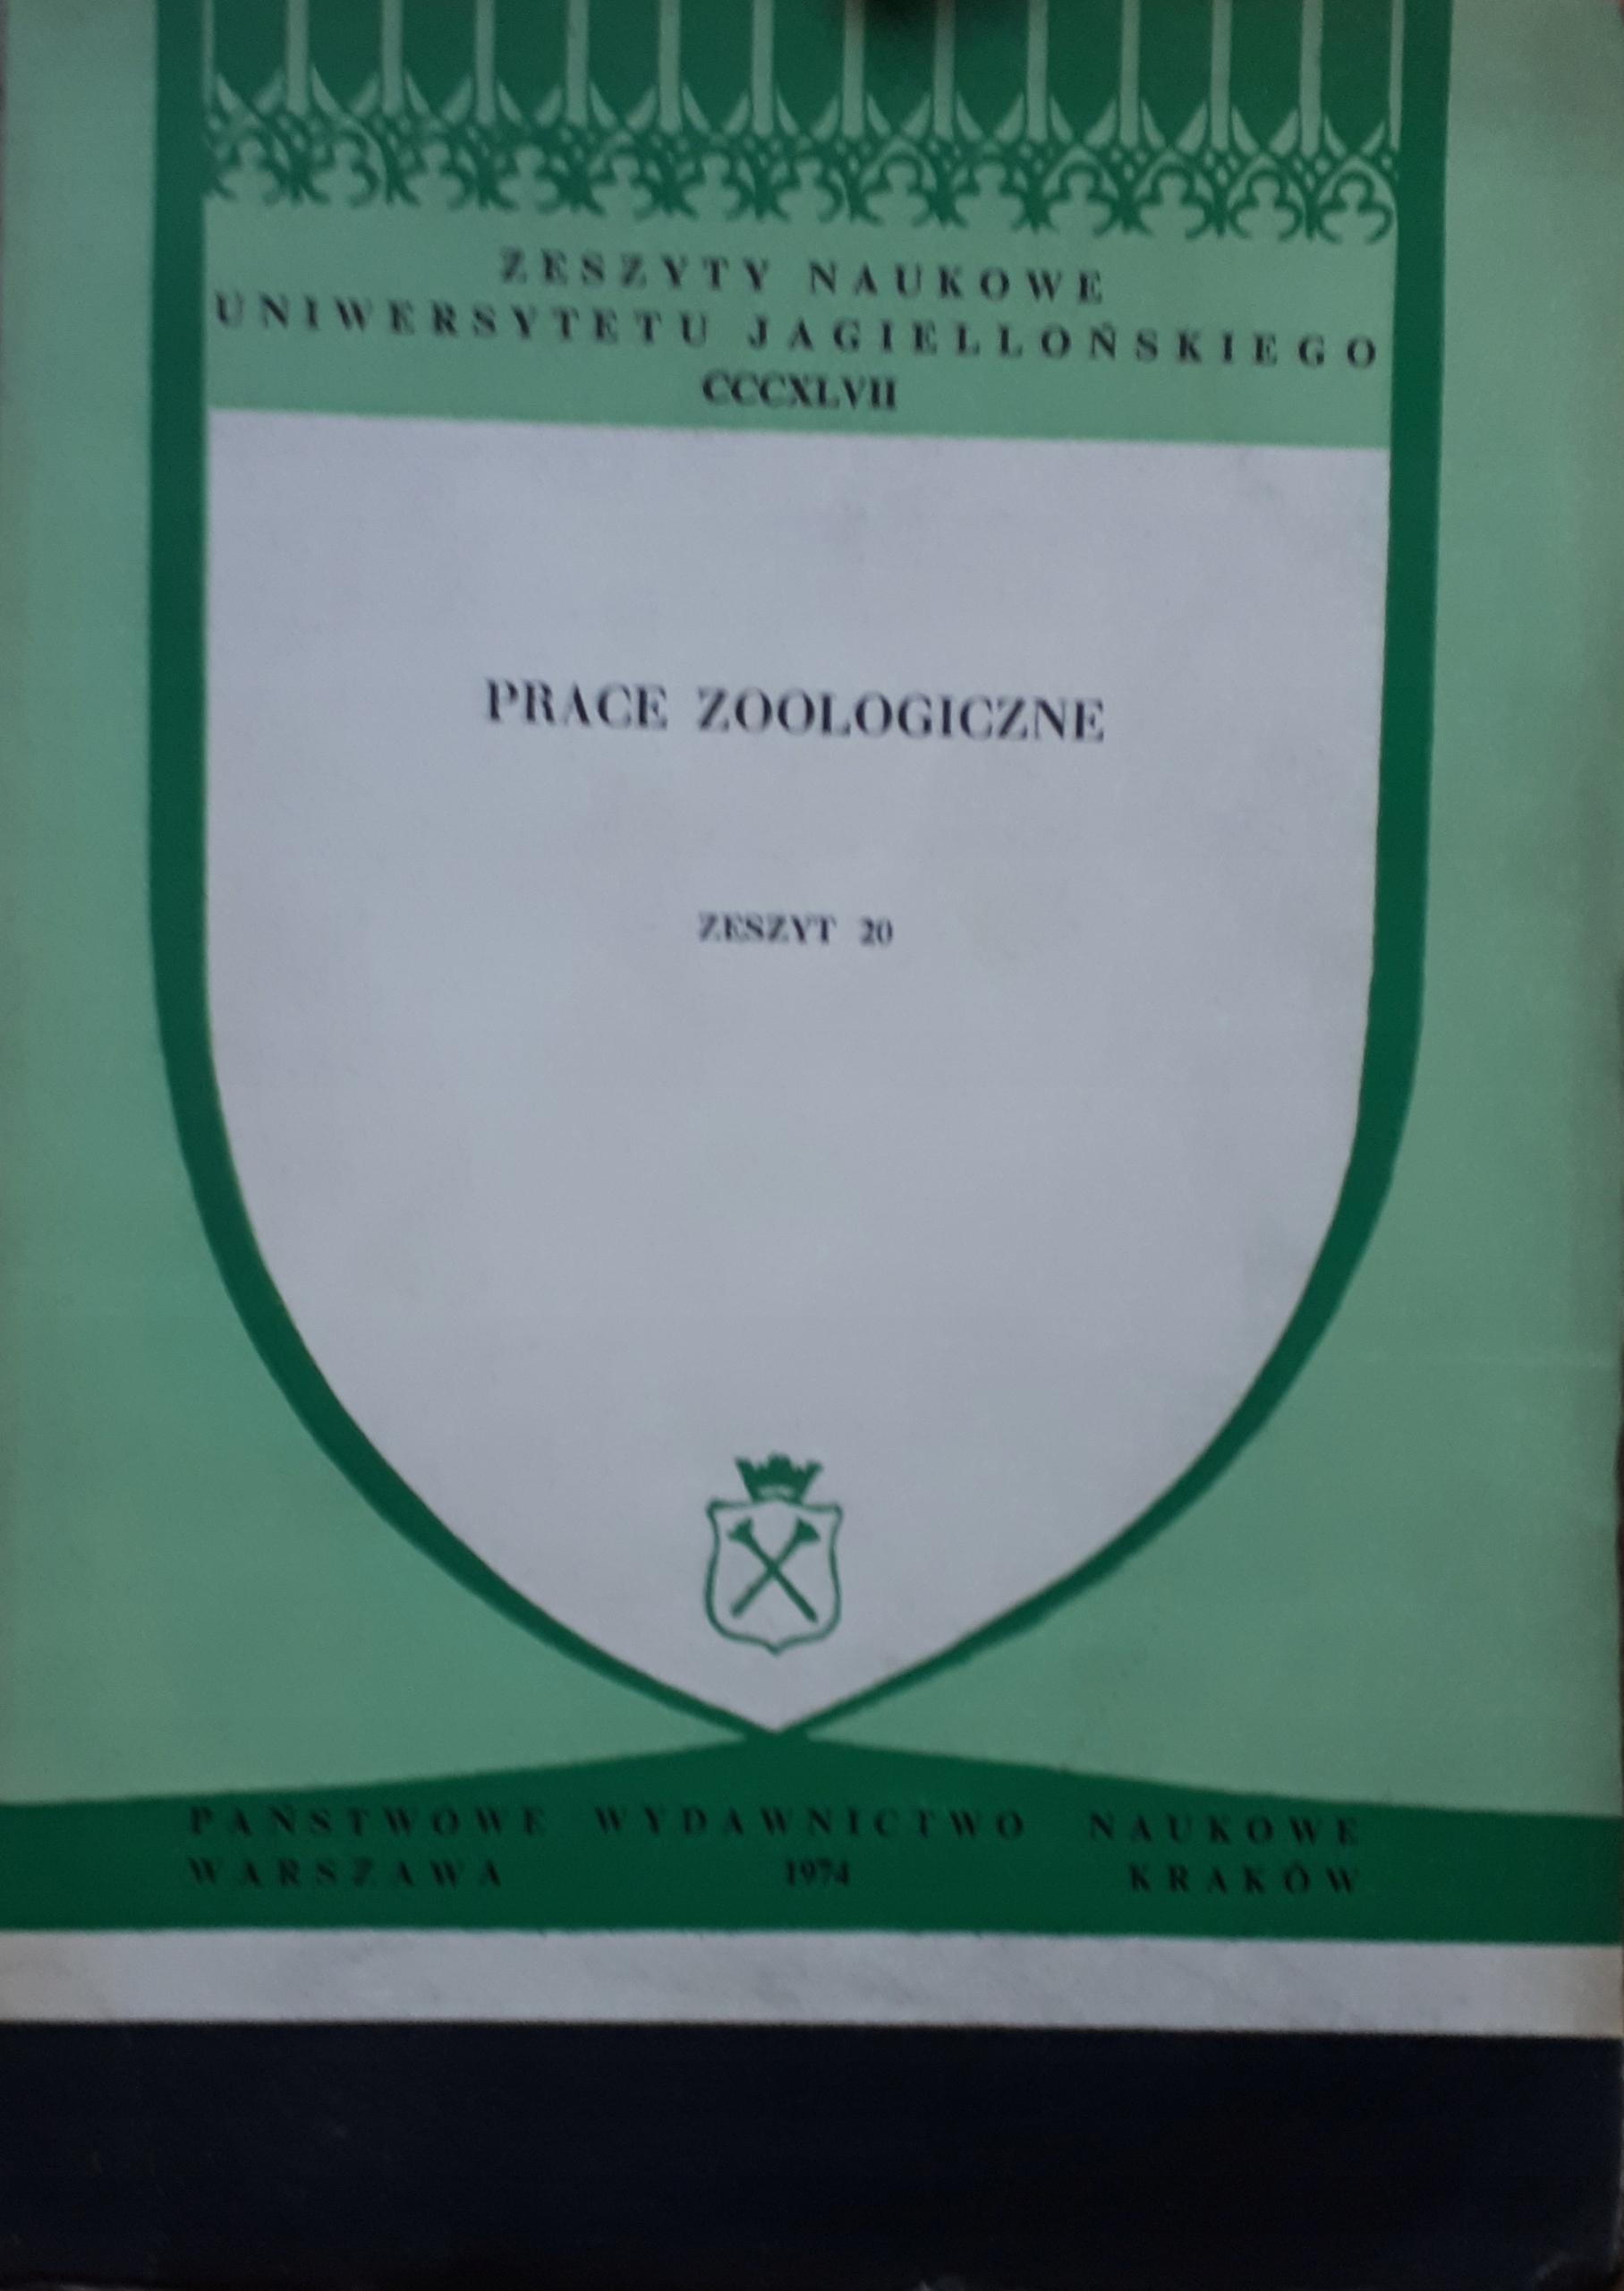 ZESZYTY NAUKOWE
UNIWERSYTETU JAGIELLOŃSKIEGO
CCCXLVII
PRACE ZOOLOGICZNE
ZESZYT 20
PAŃSTWOWE WYDAWNICTWO NAUKOWE
WARSZAWA 1974 KRAKÓW